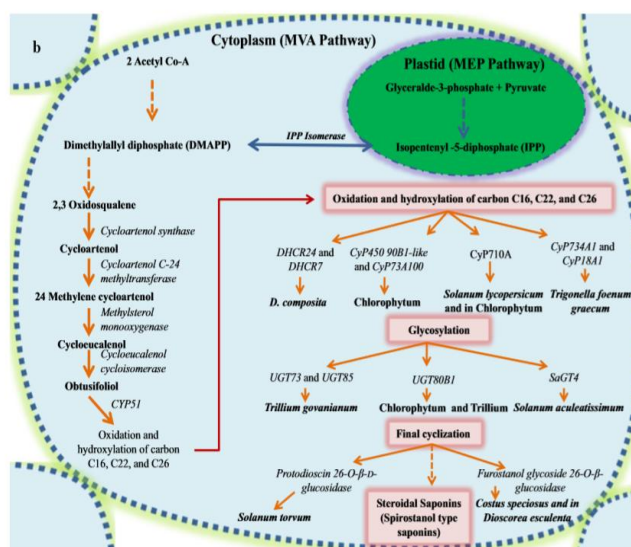 b
Cytoplasm (MVA Pathway)
2 Acetyl Co-A
Plastid (MEP Pathway)
Glyceralde-3-phosphate + Pyruvate
Dimethylallyl diphosphate (DMAPP)
IPP Isomerase
Isopentenyl -5-diphosphate (IPP)
2,3 Oxidosqualene
Cycloartenol synthase
Cycloartenol
Cycloartenol C-24
methyltransferase
24 Methylene cycloartenol
Methylsterol
monooxygenase
Cycloeucalenol
Cycloeucalenol
cycloisomerase
Obtusifoliol
CYP51
Oxidation and
hydroxylation of carbon
C16, C22, and C26
Oxidation and hydroxylation of carbon C16, C22, and C26
DHCR24 and
DHCR7
D. composita
CyP450 90B1-like
and CyP73A100
Chlorophytum
CyP710A
Solanum lycopersicum
and in Chlorophytum
CyP734A1 and
CyP18A1
Trigonella foenum
graecum
Glycosylation
UGT73 and UGT85
Trillium govanianum
UGT80B1
Chlorophytum and Trillium
SaGT4
Solanum aculeatissimum
Final cyclization
Protodioscin 26-O-β-D-
glucosidase
Solanum torvum
Steroidal Saponins
(Spirostanol type
saponins)
Furostanol glycoside 26-O-β-
glucosidase
Costus speciosus and in
Dioscorea esculenta